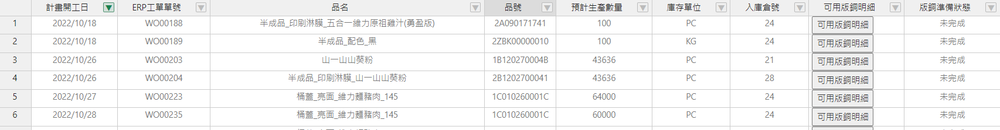 計畫開工日 ERP工單單號 品名 品號 預計生產數量 庫存單位 入庫倉號 可用版銅明細 版銅準備狀態
1 2022/10/18 WO00188 半成品_印刷淋膜_五合一維力原祖雞汁(勇盈版) 2A090171741 100 PC 24 可用版銅明細 未完成
2 2022/10/18 WO00189 半成品_配色_黑 2ZBK00000010 100 KG 24 可用版銅明細 未完成
3 2022/10/26 WO00203 山一山山葵粉 1B120270004B 43636 PC 21 可用版銅明細 未完成
4 2022/10/26 WO00204 半成品_印刷淋膜_山一山山葵粉 2B1202700041 43636 PC 28 可用版銅明細 未完成
5 2022/10/27 WO00223 桶蓋_亮面_維力麵豬肉_145 1C010260001C 64000 PC 24 可用版銅明細 未完成
6 2022/10/28 WO00235 桶蓋_亮面_維力麵豬肉_145 1C010260001C 60000 PC 24 可用版銅明細 未完成